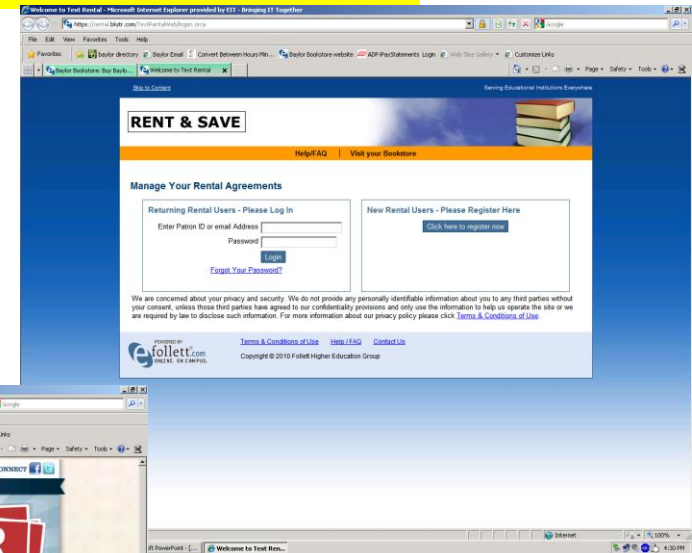 Welcome to Text Rental - Microsoft Internet Explorer provided by EIT - Bringing IT Together
https://rental.bkstr.com/TextRentalWeb/logon.orca
Google
File Edit View Favorites Tools Help
Favorites baylor directory Baylor Email Convert Between Hours Min... Baylor Bookstore website ADP iPayStatements Login Web Slice Gallery Customize Links
Baylor Bookstore: Buy Baylo... Welcome to Text Rental Page Safety Tools
Skip to Content Serving Educational Institutions Everywhere
RENT & SAVE
Help/FAQ | Visit your Bookstore
Manage Your Rental Agreements
Returning Rental Users - Please Log In
Enter Patron ID or email Address
Password
Login
Forgot Your Password?
New Rental Users - Please Register Here
Click here to register now
We are concerned about your privacy and security. We do not provide any personally identifiable information about you to any third parties without
your consent, unless those third parties have agreed to our confidentiality provisions and only use the information to help us operate the site or we
are required by law to disclose such information. For more information about our privacy policy please click Terms & Conditions of Use.
POWERED BY
efollett.com
ONLINE. ON CAMPUS.
Terms & Conditions of Use Help / FAQ Contact Us
Copyright © 2010 Follett Higher Education Group
Google
Links
Page Safety Tools
CONNECT
R
Internet 100%
ft PowerPoint - [... Welcome to Text Ren... 4:30 PM